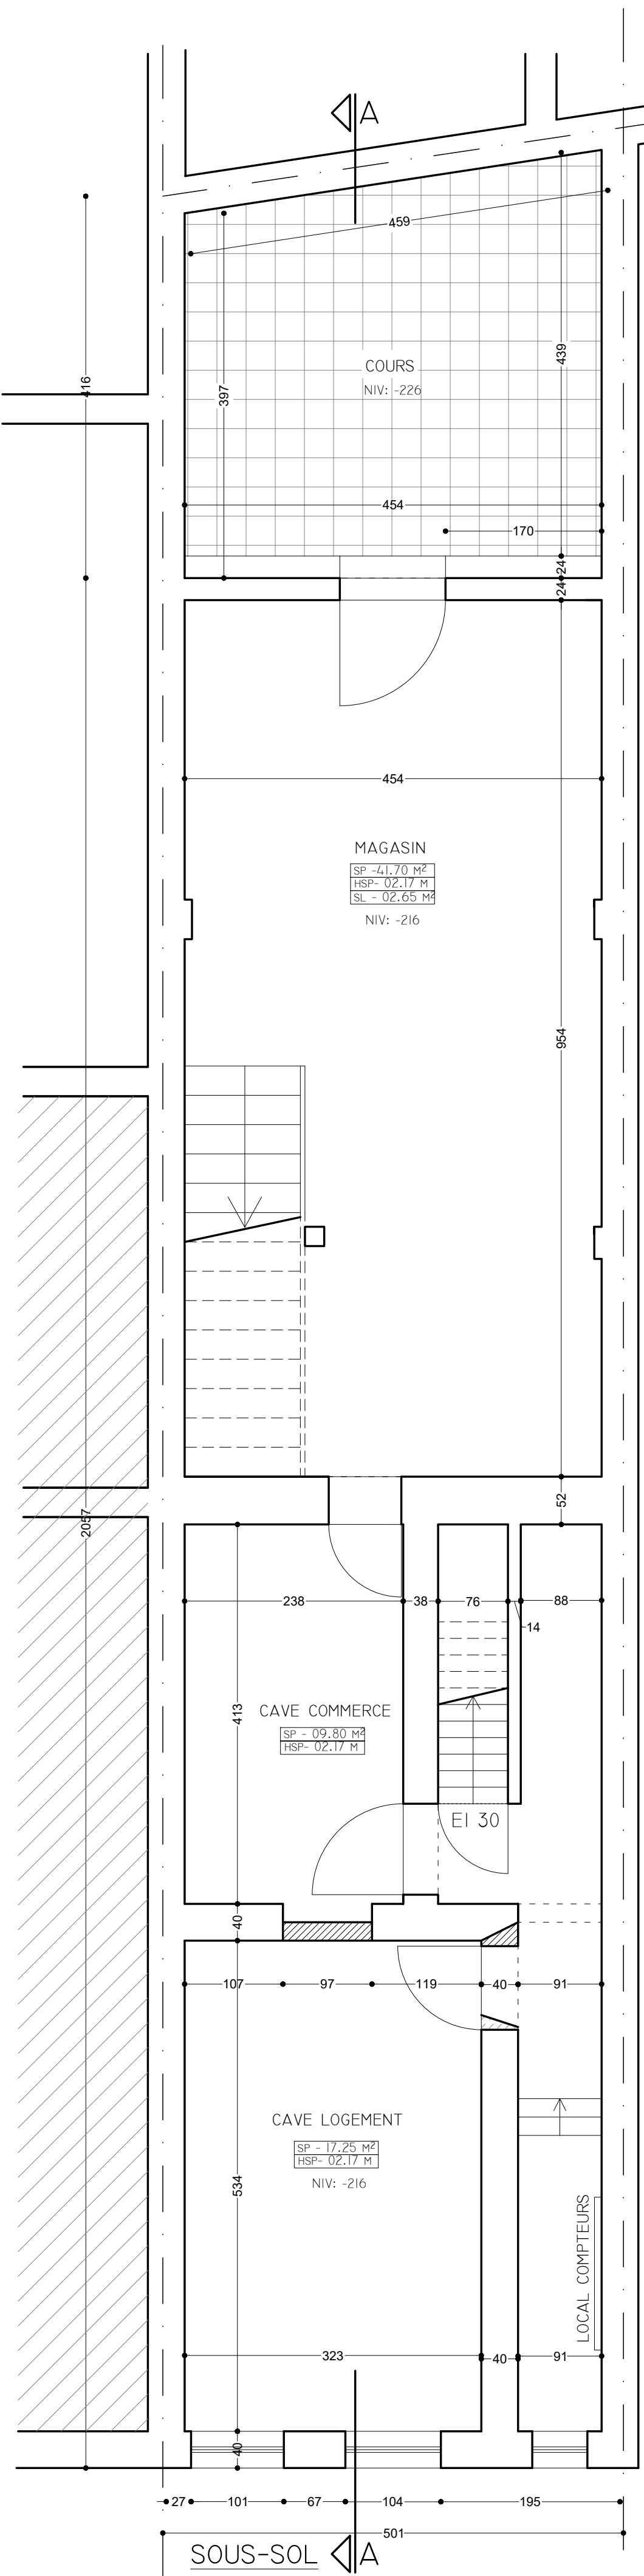 A
459
416
397
439
COURS
NIV: -226
454
170
24
24
454
MAGASIN
SP -41.70 M²
HSP- 02.17 M
SL - 02.65 M²
NIV: -216
954
2057
52
238
38
76
88
14
413
CAVE COMMERCE
SP - 09.80 M²
HSP- 02.17 M
EI 30
40
107
97
119
40
91
CAVE LOGEMENT
SP - 17.25 M²
HSP- 02.17 M
NIV: -216
534
LOCAL COMPTEURS
323
40
91
40
27
101
67
104
195
501
SOUS-SOL
A